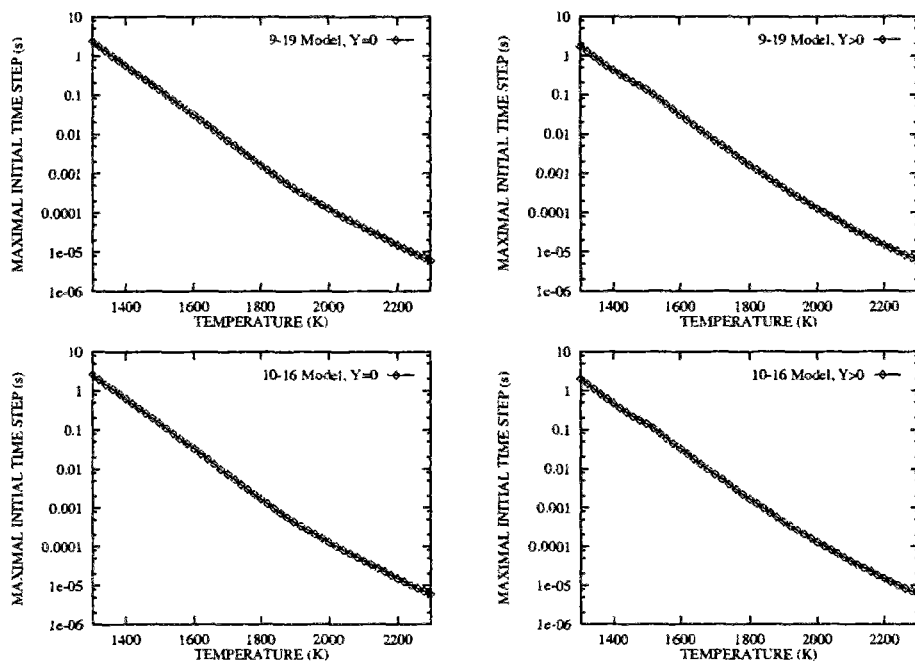 MAXIMAL INITIAL TIME STEP (s)
10
1
0.1
0.01
0.001
0.0001
1e-05
1e-06
9-19 Model, Y=0
1400 1600 1800 2000 2200
TEMPERATURE (K)
MAXIMAL INITIAL TIME STEP (s)
10
1
0.1
0.01
0.001
0.0001
1e-05
1e-06
9-19 Model, Y>0
1400 1600 1800 2000 2200
TEMPERATURE (K)
MAXIMAL INITIAL TIME STEP (s)
10
1
0.1
0.01
0.001
0.0001
1e-05
1e-06
10-16 Model, Y=0
1400 1600 1800 2000 2200
TEMPERATURE (K)
MAXIMAL INITIAL TIME STEP (s)
10
1
0.1
0.01
0.001
0.0001
1e-05
1e-06
10-16 Model, Y>0
1400 1600 1800 2000 2200
TEMPERATURE (K)